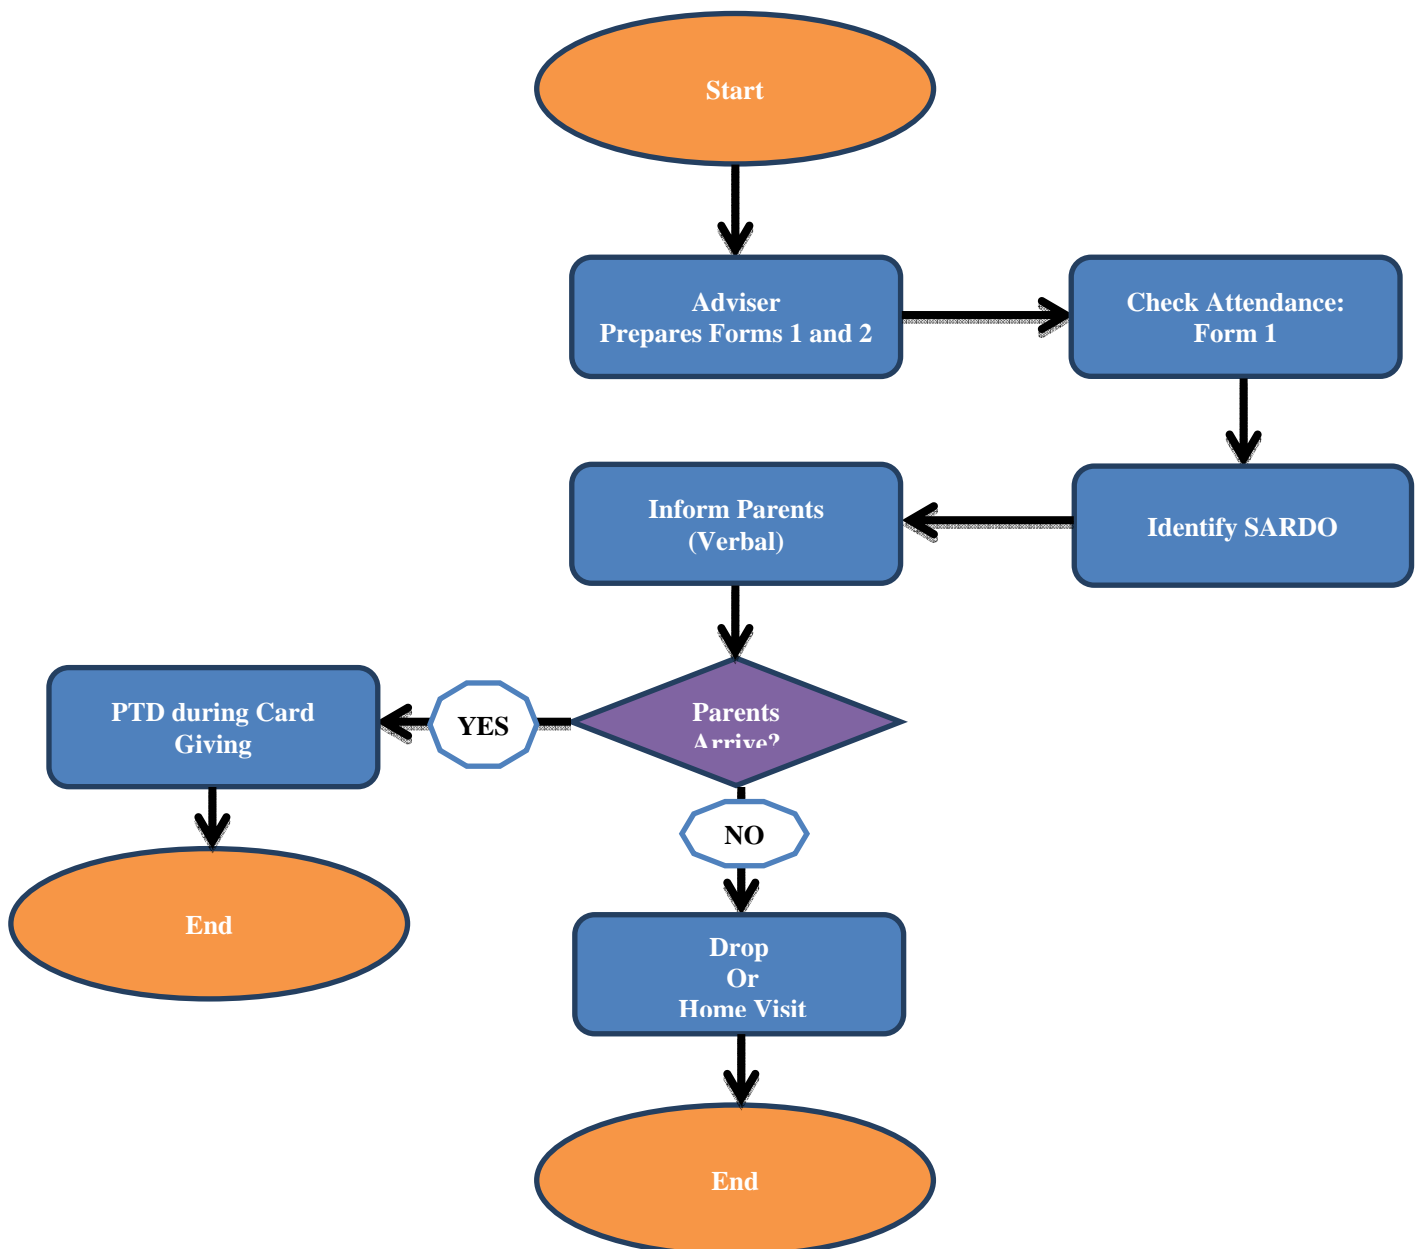 Start
Adviser
Prepares Forms 1 and 2
Check Attendance:
Form 1
Identify SARDO
Inform Parents
(Verbal)
Parents
Arrive?
YES
PTD during Card
Giving
End
NO
Drop
Or
Home Visit
End